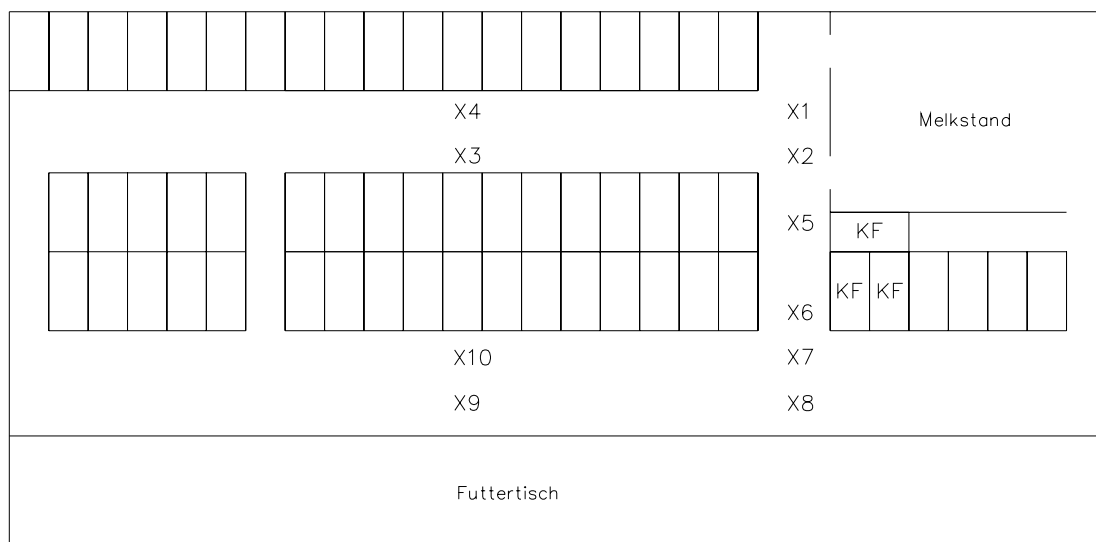 X4
X1
Melkstand
X3
X2
X5
KF
KF
KF
X6
X10
X7
X9
X8
Futtertisch